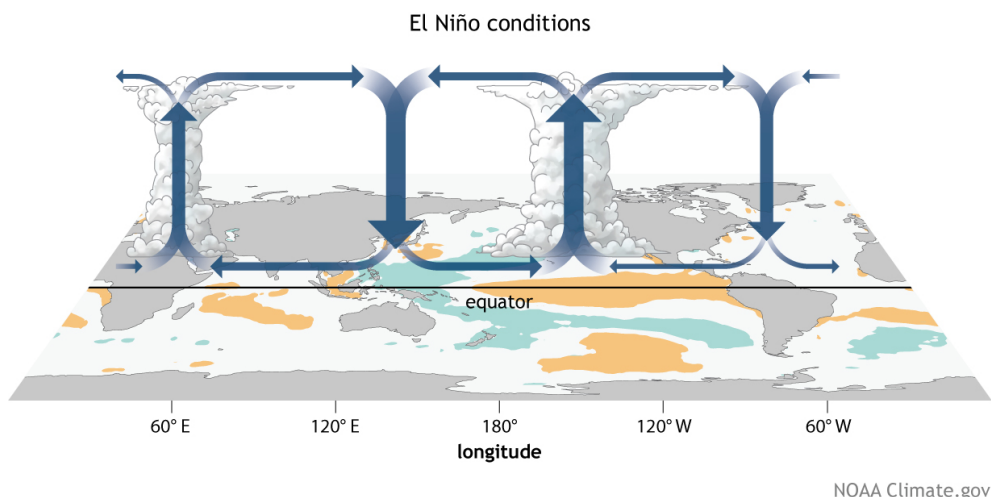 El Niño conditions
equator
60° E 120° E 180° 120° W 60° W
longitude
NOAA Climate.gov